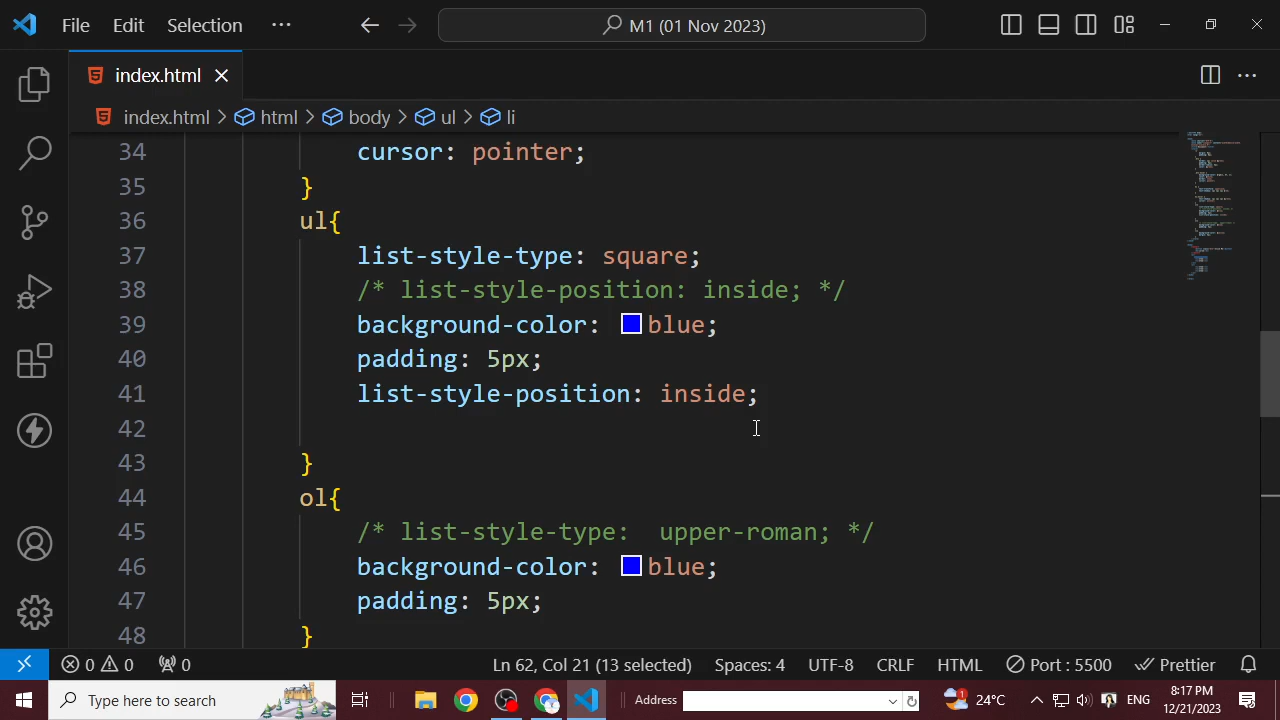 File Edit Selection ··· M1 (01 Nov 2023)
index.html
index.html > html > body > ul > li
34 cursor: pointer;
35 }
36 ul{
37 list-style-type: square;
38 /* list-style-position: inside; */
39 background-color: blue;
40 padding: 5px;
41 list-style-position: inside;
42
43 }
44 ol{
45 /* list-style-type:  upper-roman; */
46 background-color: blue;
47 padding: 5px;
48 }
0 0 0 Ln 62, Col 21 (13 selected) Spaces: 4 UTF-8 CRLF HTML Port : 5500 Prettier
Type here to search Address 24°C ENG 8:17 PM
12/21/2023